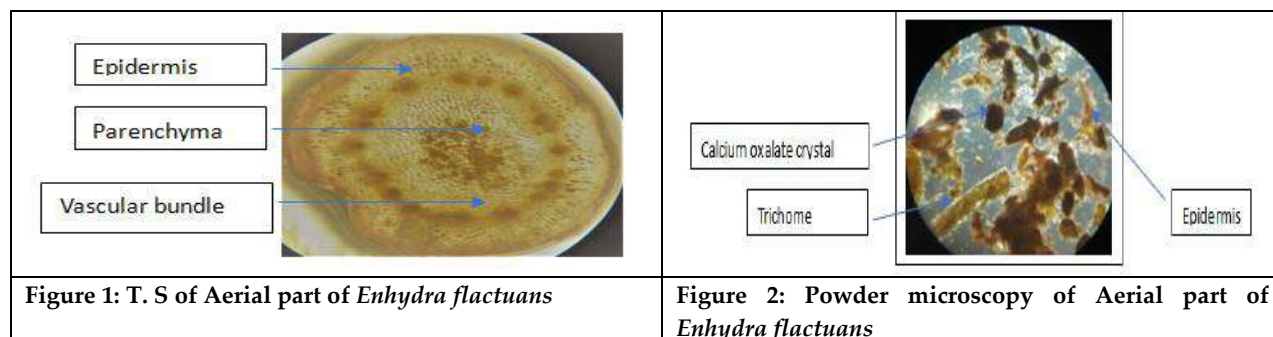 Epidermis
Parenchyma
Vascular bundle
Calcium oxalate crystal
Trichome
Epidermis
Figure 1: T. S of Aerial part of Enhydra flactuans
Figure 2: Powder microscopy of Aerial part of
Enhydra flactuans